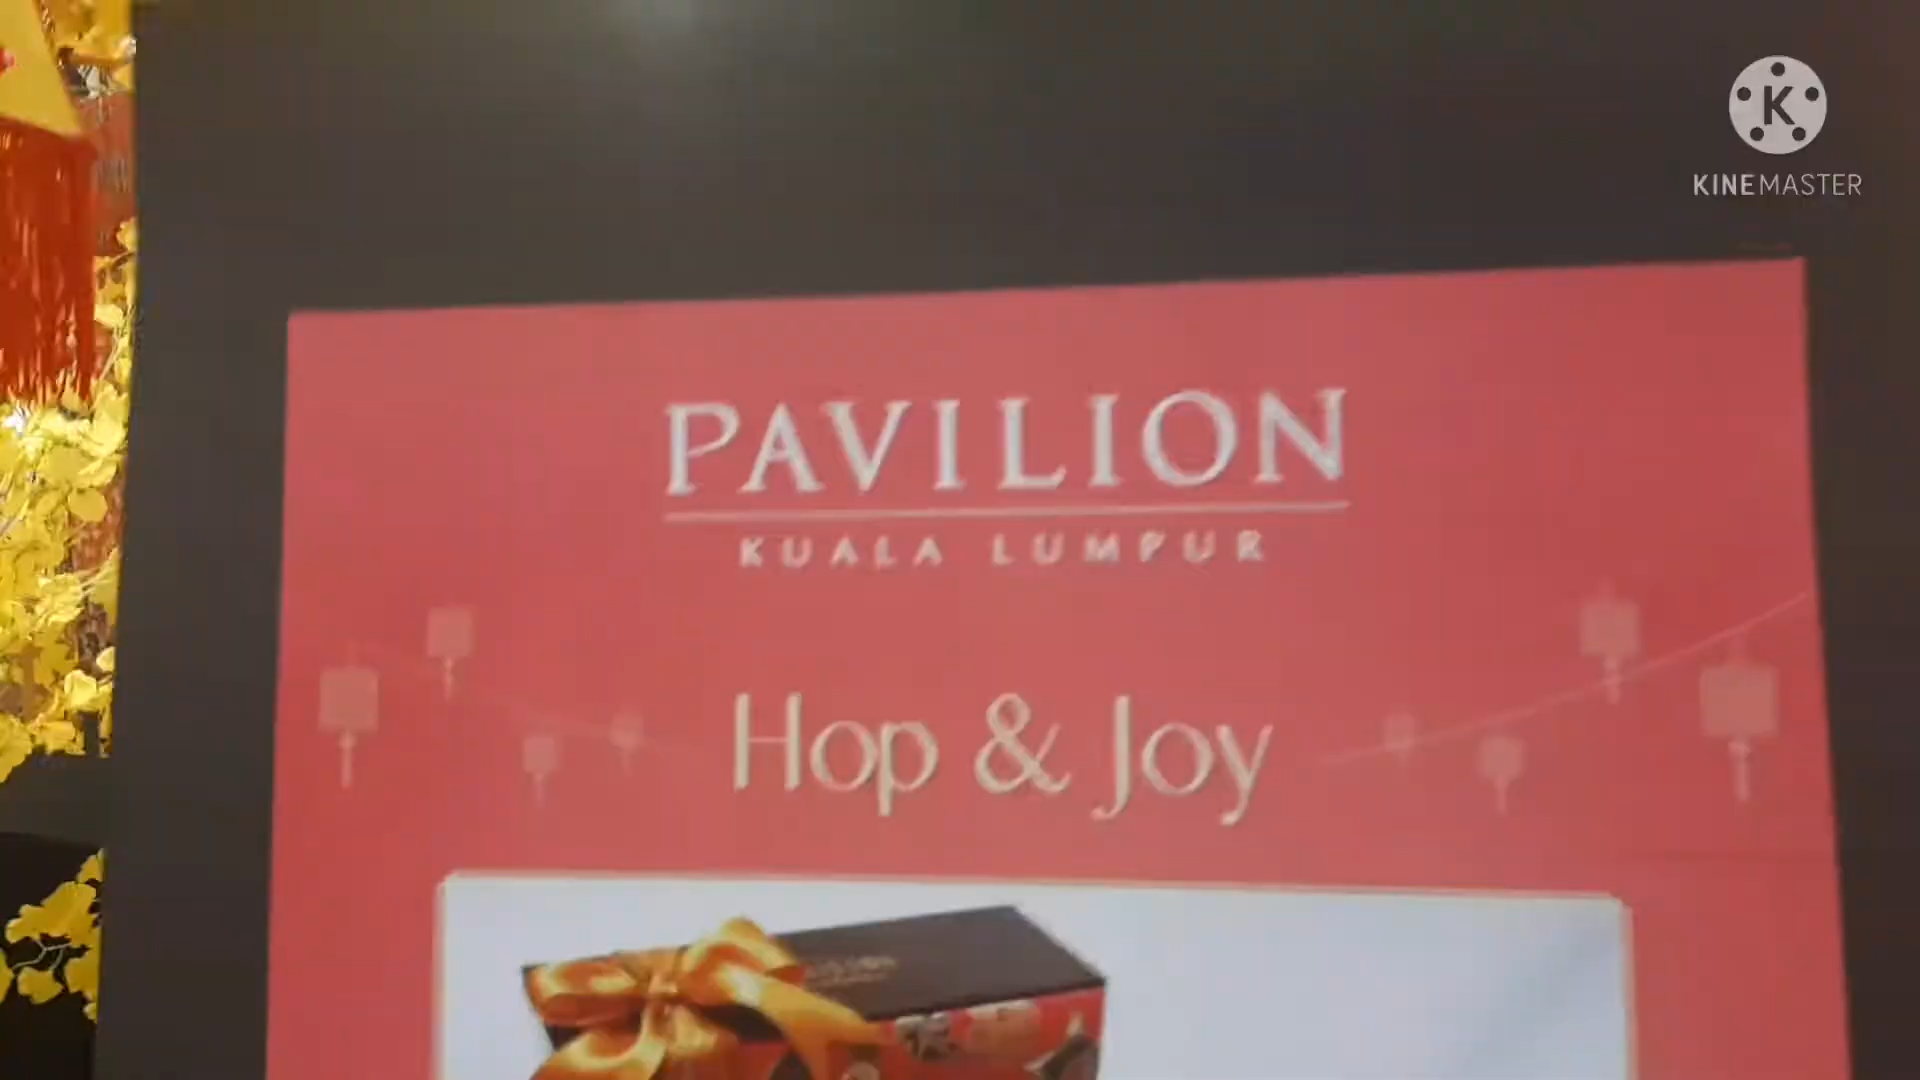 K
KINEMASTER
PAVILION
KUALA LUMPUR
Hop & Joy